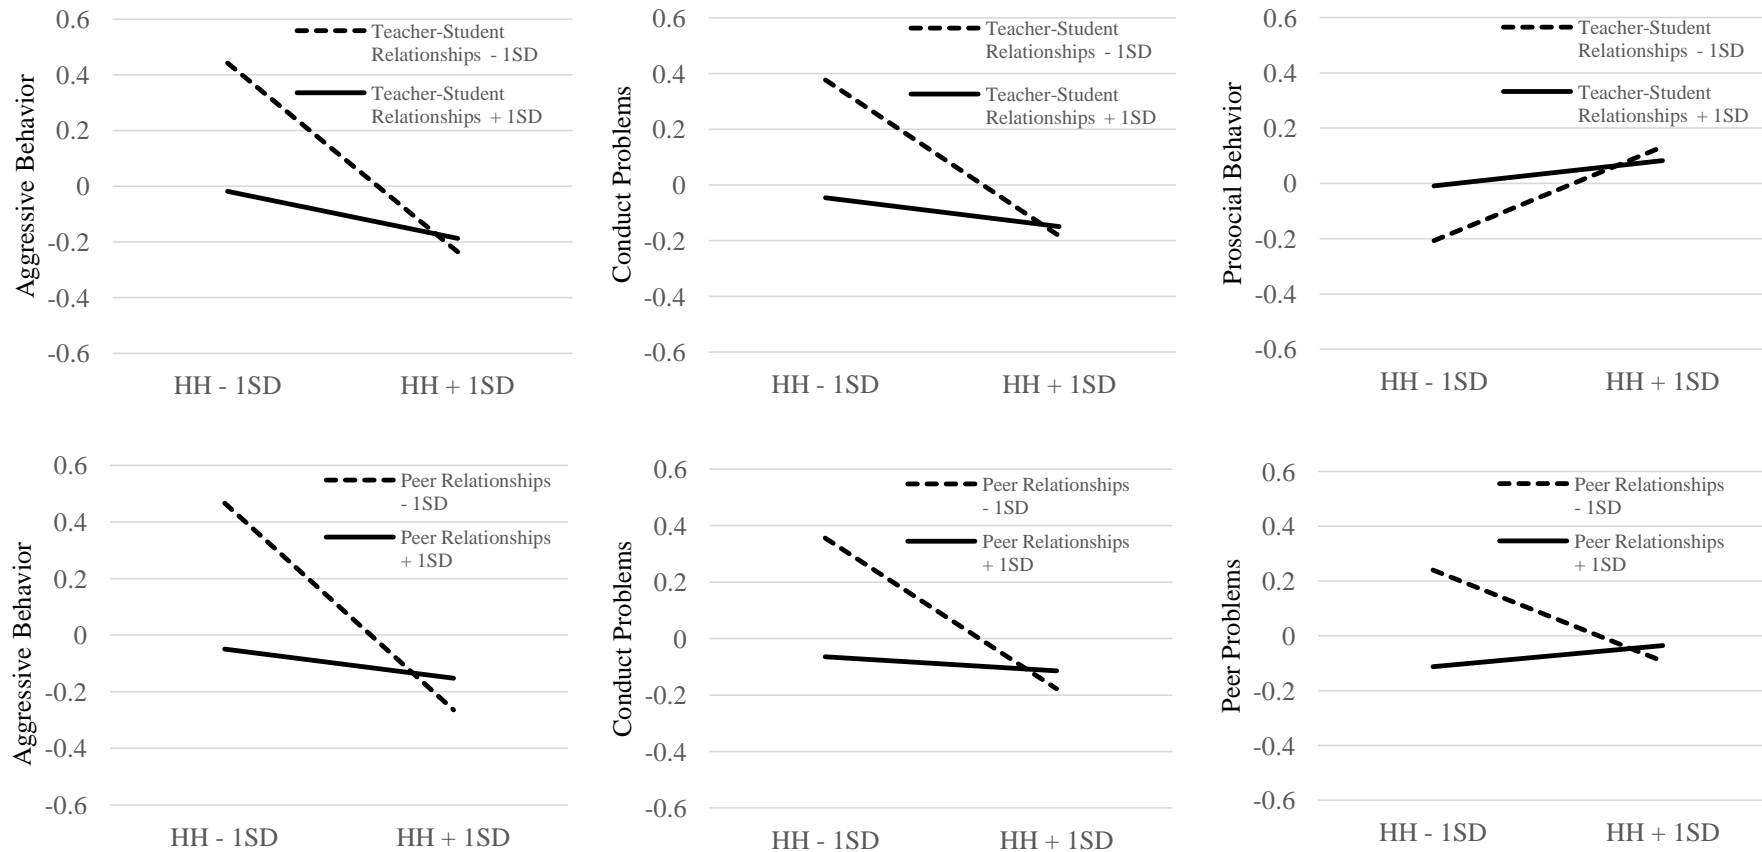 Aggressive Behavior
0.6
0.4
0.2
0
-0.2
-0.4
-0.6
Teacher-Student
Relationships - 1SD
Teacher-Student
Relationships + 1SD
HH - 1SD
HH + 1SD
Conduct Problems
0.6
0.4
0.2
0
-0.2
-0.4
-0.6
Teacher-Student
Relationships - 1SD
Teacher-Student
Relationships + 1SD
HH - 1SD
HH + 1SD
Prosocial Behavior
0.6
0.4
0.2
0
-0.2
-0.4
-0.6
Teacher-Student
Relationships - 1SD
Teacher-Student
Relationships + 1SD
HH - 1SD
HH + 1SD
Aggressive Behavior
0.6
0.4
0.2
0
-0.2
-0.4
-0.6
Peer Relationships
- 1SD
Peer Relationships
+ 1SD
HH - 1SD
HH + 1SD
Conduct Problems
0.6
0.4
0.2
0
-0.2
-0.4
-0.6
Peer Relationships
- 1SD
Peer Relationships
+ 1SD
HH - 1SD
HH + 1SD
Peer Problems
0.6
0.4
0.2
0
-0.2
-0.4
-0.6
Peer Relationships
- 1SD
Peer Relationships
+ 1SD
HH - 1SD
HH + 1SD